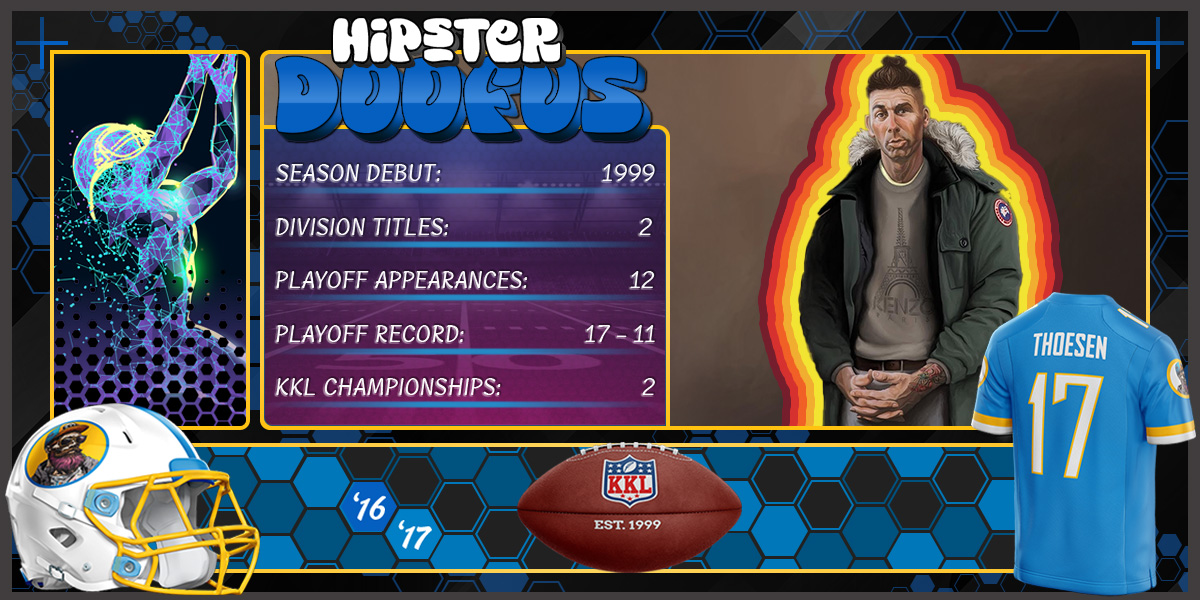 HIPSTER
DOOFUS
SEASON DEBUT: 1999
DIVISION TITLES: 2
PLAYOFF APPEARANCES: 12
PLAYOFF RECORD: 17 – 11
KKL CHAMPIONSHIPS: 2
KENZO
THOESEN
17
'16
'17
KKL
EST. 1999